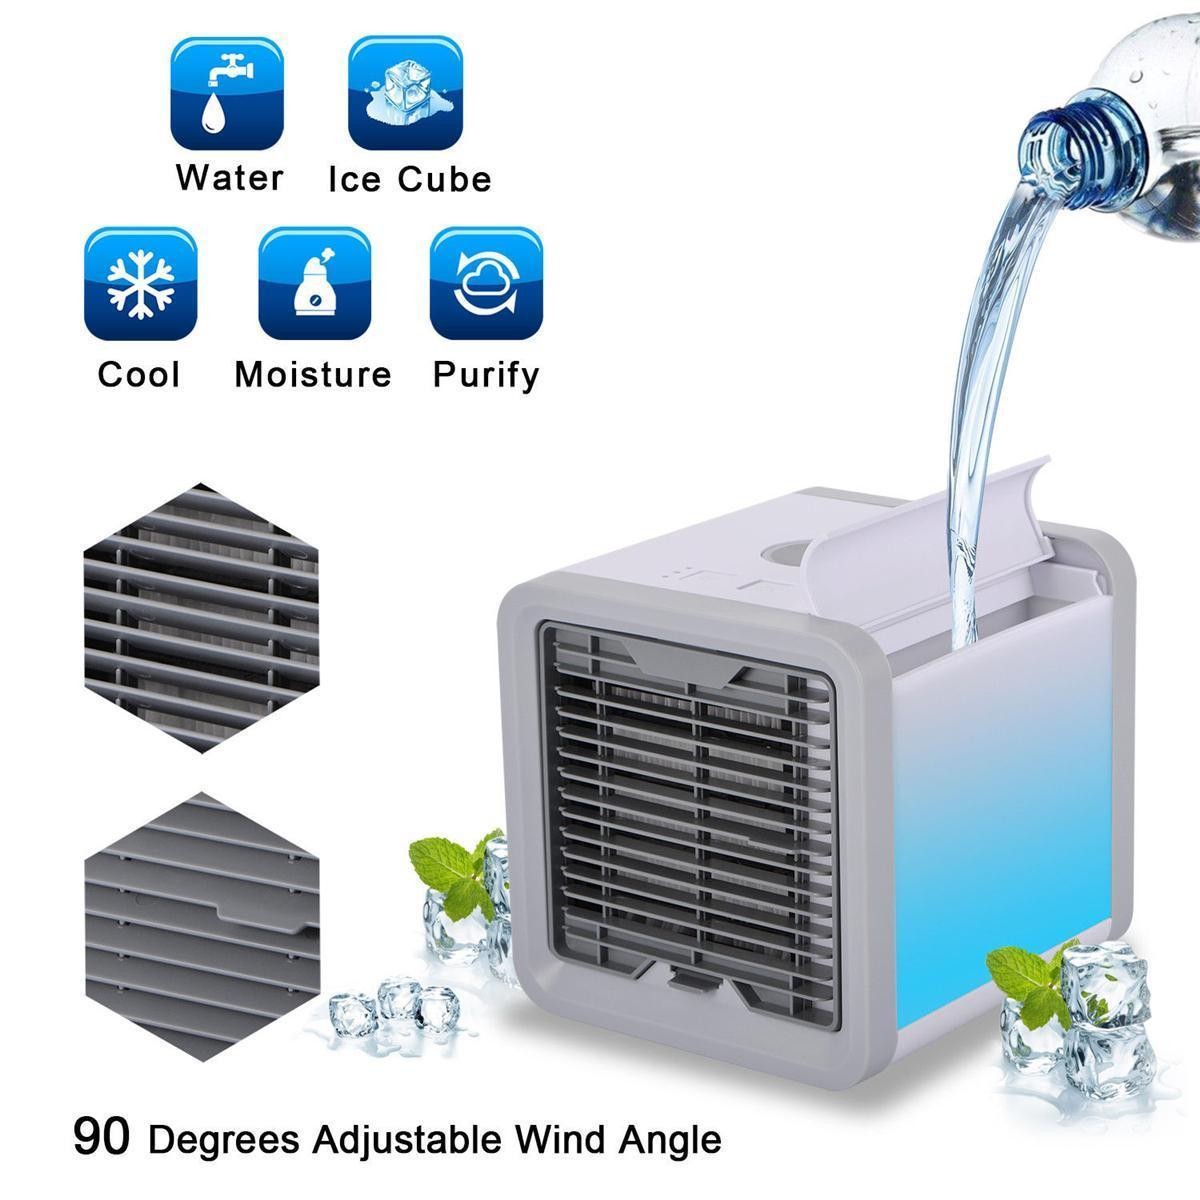 Water
Ice Cube
Cool
Moisture
Purify
90 Degrees Adjustable Wind Angle